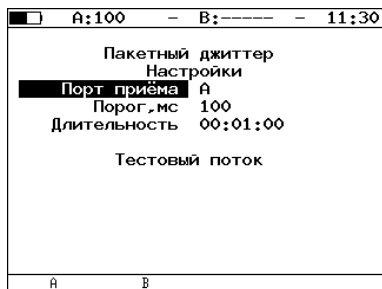 A:100 – B:––––– – 11:30
Пакетный джиттер
Настройки
Порт приёма A
Порог,мс 100
Длительность 00:01:00
Тестовый поток
A B